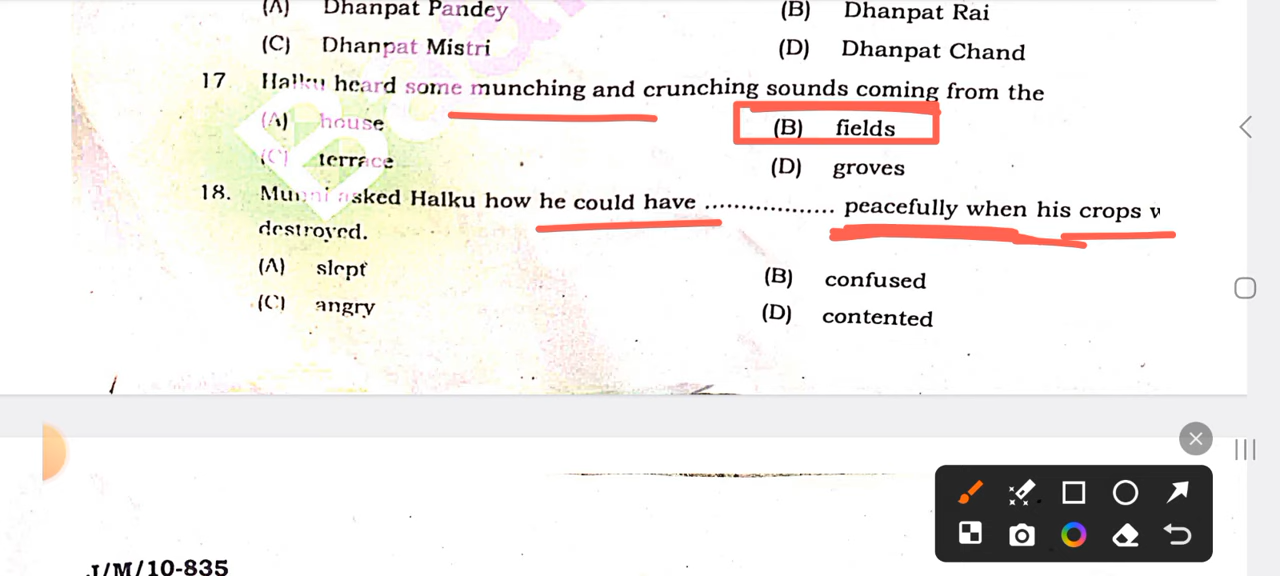 (A) Dhanpat Pandey (B) Dhanpat Rai
(C) Dhanpat Mistri (D) Dhanpat Chand
17. Halku heard some munching and crunching sounds coming from the
(A) house (B) fields
(C) terrace (D) groves
18. Munni asked Halku how he could have .................. peacefully when his crops w
destroyed.
(A) slept (B) confused
(C) angry (D) contented
J/M/10-835